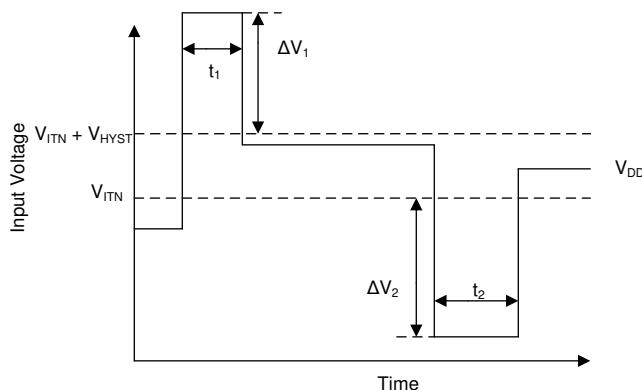 ΔV1
t1
VITN + VHYST
Input Voltage
VDD
VITN
ΔV2
t2
Time